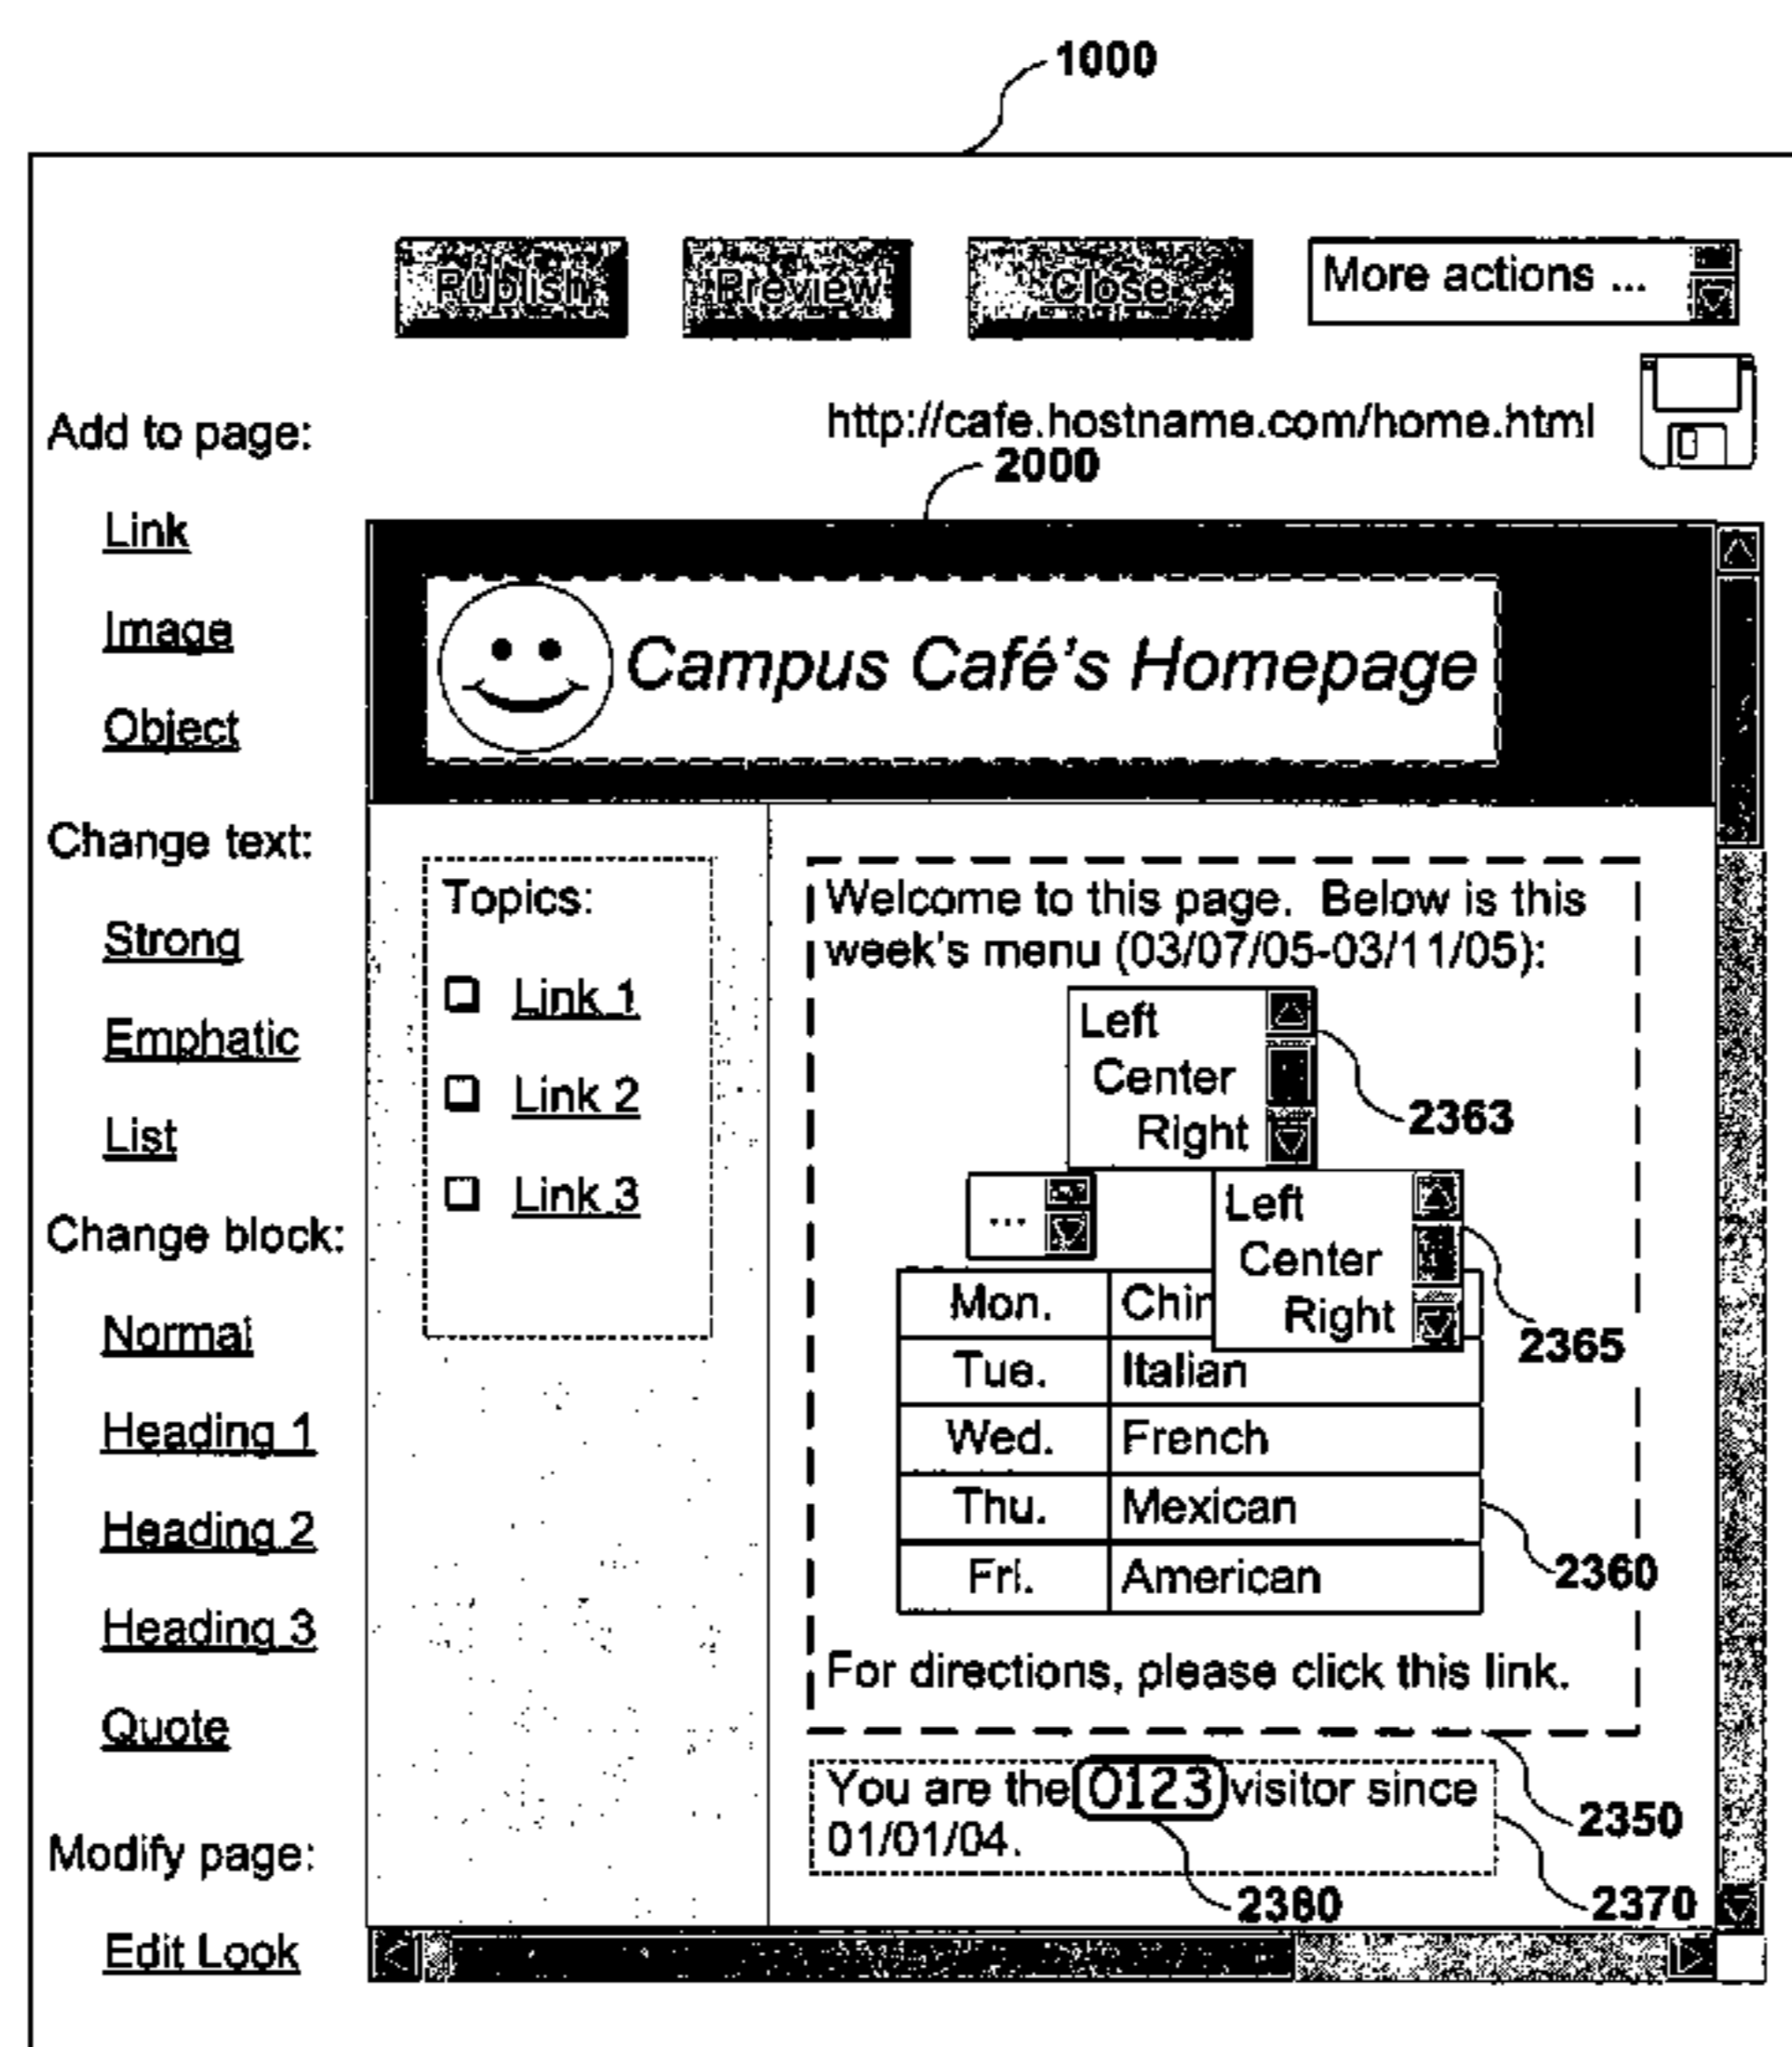 1000
Publish Preview Close More actions ...
http://cafe.hostname.com/home.html
2000
Add to page:
Link
Image
Object
Change text:
Strong
Emphatic
List
Change block:
Normal
Heading 1
Heading 2
Heading 3
Quote
Modify page:
Edit Look
Campus Café's Homepage
Topics:
Link 1
Link 2
Link 3
Welcome to this page. Below is this
week's menu (03/07/05-03/11/05):
Left
Center
Right
2363
...
Left
Center
Right
2365
Mon.
Tue. Italian
Wed. French
Thu. Mexican
Fri. American
2360
For directions, please click this link.
2350
You are the 0123 visitor since
01/01/04.
2380
2370